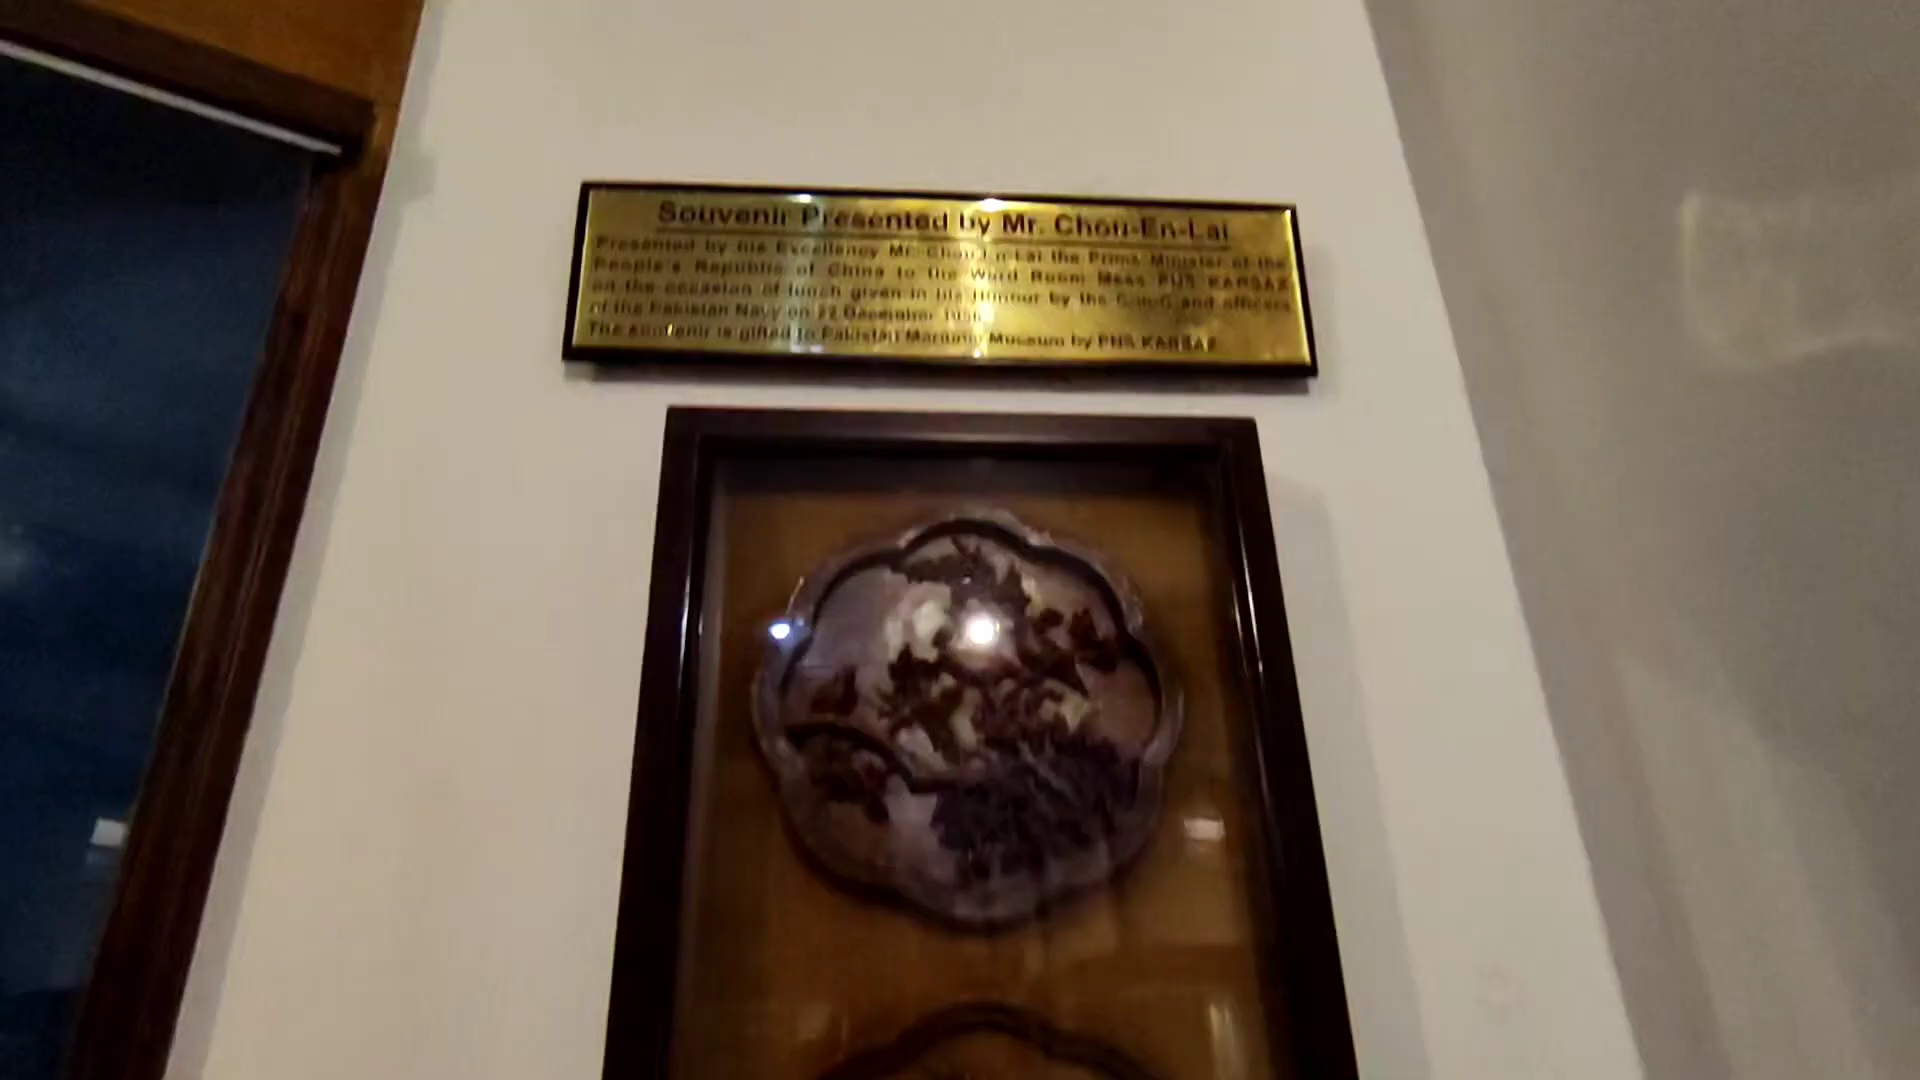 Souvenir Presented by Mr. Chou-En-Lai
Presented by his Excellency Mr. Chou En-Lai the Prime Minister of the
People's Republic of China to the Ward Room Mess PNS KARSAZ
on the occasion of lunch given in his Honour by the C-in-C and officers
of the Pakistan Navy on 22 December
The souvenir is gifted to Pakistan Maritime Museum by PNS KARSAZ